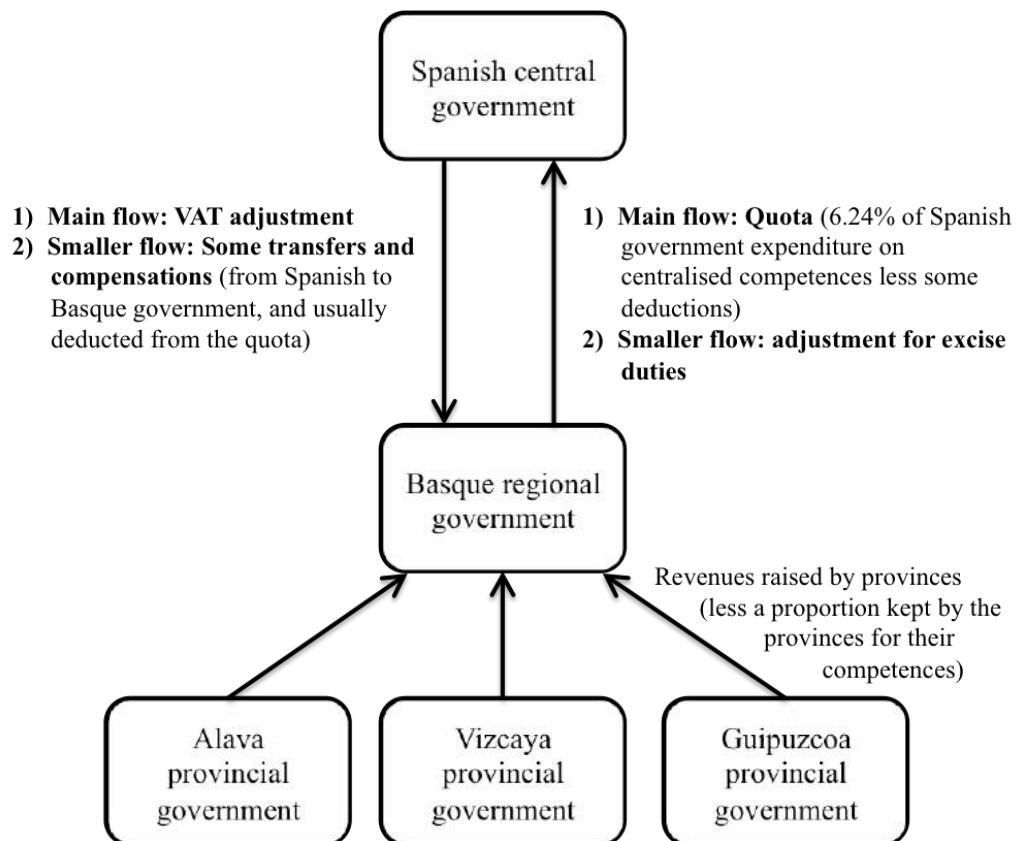 Spanish central
government
1) Main flow: VAT adjustment
2) Smaller flow: Some transfers and
compensations (from Spanish to
Basque government, and usually
deducted from the quota)
1) Main flow: Quota (6.24% of Spanish
government expenditure on
centralised competences less some
deductions)
2) Smaller flow: adjustment for excise
duties
Basque regional
government
Revenues raised by provinces
(less a proportion kept by the
provinces for their
competences)
Alava
provincial
government
Vizcaya
provincial
government
Guipuzcoa
provincial
government